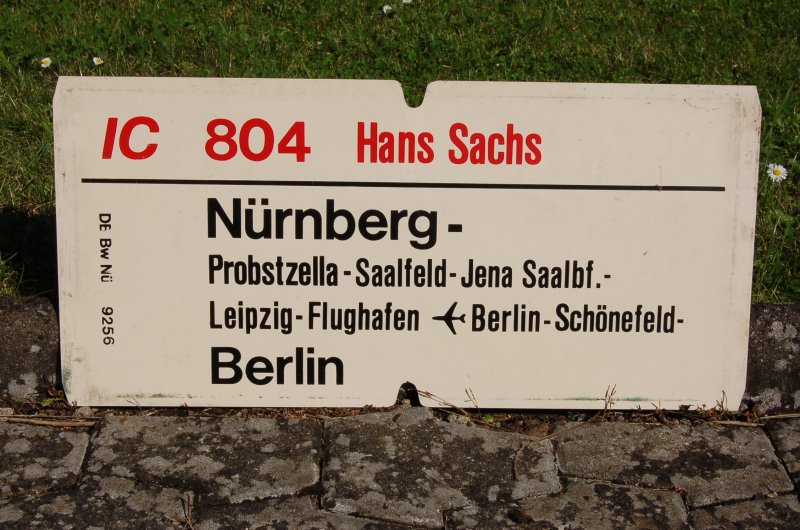 IC 804 Hans Sachs
Nürnberg-
Probstzella-Saalfeld-Jena Saalbf.-
Leipzig-Flughafen ✈ Berlin-Schönefeld-
Berlin
DE Bw Nü 9256